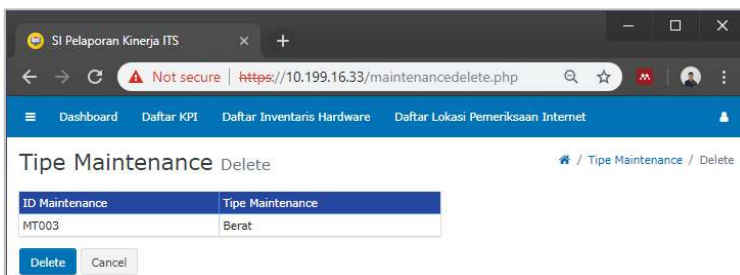 SI Pelaporan Kinerja ITS
Not secure | https://10.199.16.33/maintenancedelete.php
Dashboard Daftar KPI Daftar Inventaris Hardware Daftar Lokasi Pemeriksaan Internet
Tipe Maintenance Delete / Tipe Maintenance / Delete
ID Maintenance Tipe Maintenance
MT003 Berat
Delete Cancel